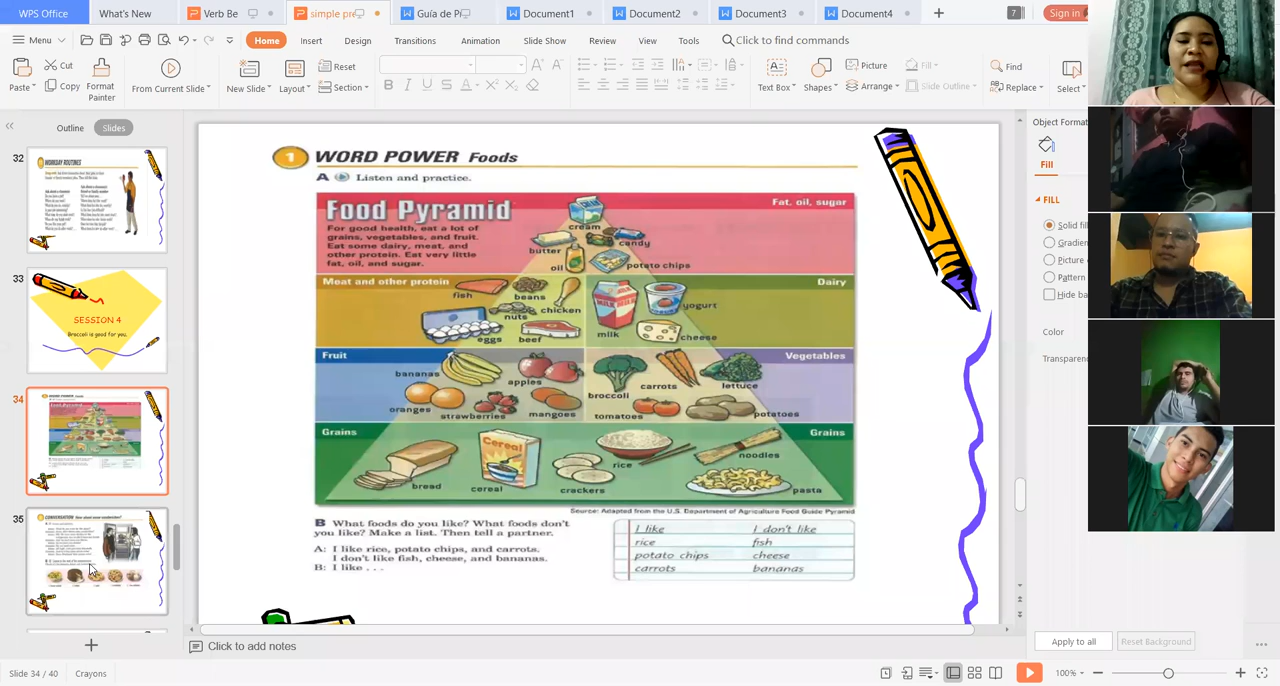 WPS Office
What's New
Verb Be
simple pre
Guía de Pi
Document1
Document2
Document3
Document4
7
Sign in
Menu
Home
Insert
Design
Transitions
Animation
Slide Show
Review
View
Tools
Click to find commands
Paste
Cut
Copy
Format
Painter
From Current Slide
New Slide
Layout
Reset
Section
Text Box
Shapes
Picture
Arrange
Fill
Slide Outline
Find
Replace
Select
Outline
Slides
32
WORKDAY ROUTINES
33
SESSION 4
Broccoli is good for you.
34
35
1 WORD POWER Foods
A Listen and practice.
Food Pyramid
For good health, eat a lot of
grains, vegetables, and fruit.
Eat some dairy, meat, and
other protein. Eat very little
fat, oil, and sugar.
Fat, oil, sugar
cream
butter
candy
oil
potato chips
Meat and other protein
Dairy
fish
beans
nuts
chicken
eggs
beef
milk
yogurt
cheese
Fruit
Vegetables
bananas
apples
oranges
strawberries
mangoes
broccoli
carrots
lettuce
tomatoes
potatoes
Grains
Grains
bread
cereal
Cereal
crackers
rice
noodles
pasta
Source: Adapted from the U.S. Department of Agriculture Food Guide Pyramid
B What foods do you like? What foods don't
you like? Make a list. Then tell a partner.
A: I like rice, potato chips, and carrots.
I don't like fish, cheese, and bananas.
B: I like . . .
I like I don't like
rice fish
potato chips cheese
carrots bananas
Object Format
Fill
FILL
Solid fil
Gradien
Picture
Pattern
Hide ba
Color
Transparenc
Apply to all
Reset Background
Click to add notes
Slide 34 / 40
Crayons
100%